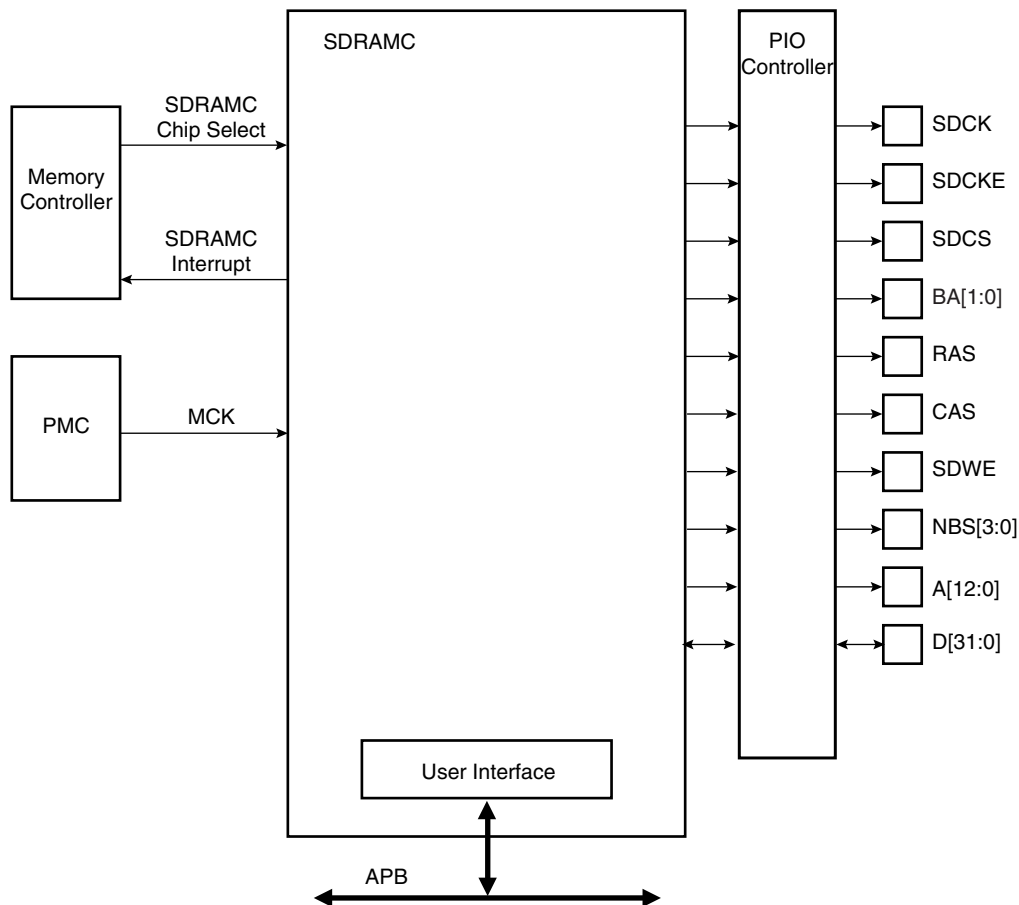 SDRAMC
PIO
Controller
SDRAMC
Chip Select
Memory
Controller
SDRAMC
Interrupt
PMC
MCK
SDCK
SDCKE
SDCS
BA[1:0]
RAS
CAS
SDWE
NBS[3:0]
A[12:0]
D[31:0]
User Interface
APB